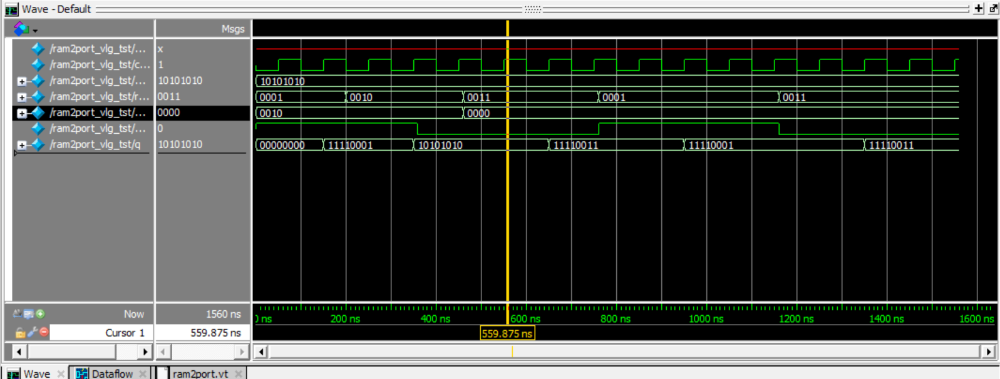 Wave - Default
Msgs
/ram2port_vlg_tst/... x
/ram2port_vlg_tst/c... 1
/ram2port_vlg_tst/... 10101010 10101010
/ram2port_vlg_tst/r... 0011 0001 0010 0011 0001 0011
/ram2port_vlg_tst/... 0000 0010 0000
/ram2port_vlg_tst/... 0
/ram2port_vlg_tst/q 10101010 00000000 11110001 10101010 11110011 11110001 11110011
Now 1560 ns 0 ns 200 ns 400 ns 600 ns 800 ns 1000 ns 1200 ns 1400 ns 1600 ns
Cursor 1 559.875 ns 559.875 ns
Wave Dataflow ram2port.vt